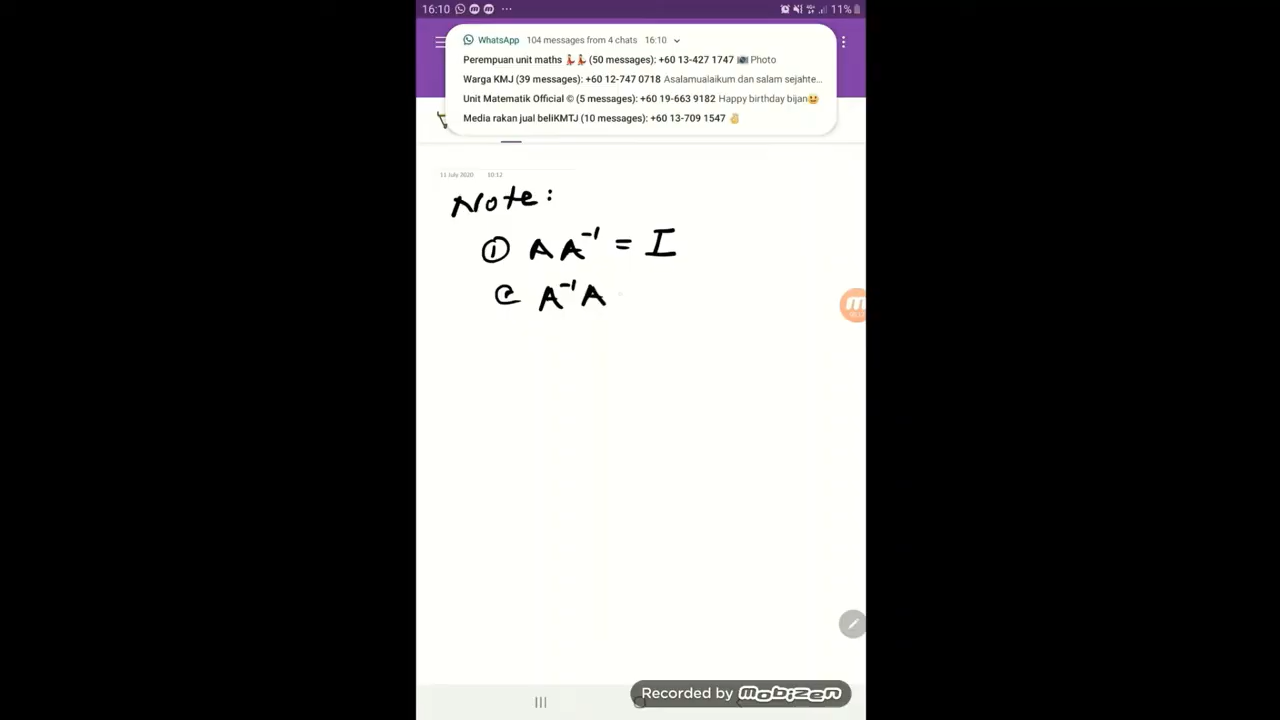 16:10 ... 11%
WhatsApp 104 messages from 4 chats 16:10
Perempuan unit maths 💃💃 (50 messages): +60 13-427 1747 📷 Photo
Warga KMJ (39 messages): +60 12-747 0718 Asalamualaikum dan salam sejahte...
Unit Matematik Official © (5 messages): +60 19-663 9182 Happy birthday bijan😃
Media rakan jual beliKMTJ (10 messages): +60 13-709 1547 ✌
11 July 2020 10:12
Note:
① A A⁻¹ = I
② A⁻¹A
Recorded by mobizen